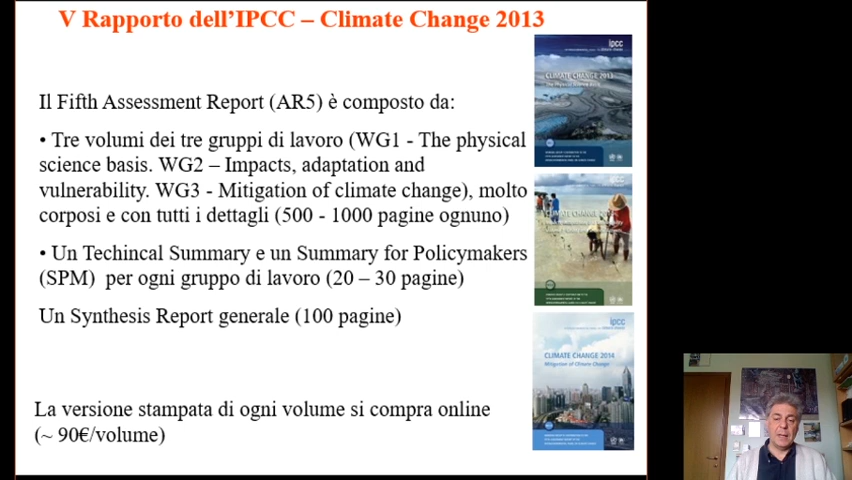 V Rapporto dell'IPCC – Climate Change 2013
Il Fifth Assessment Report (AR5) è composto da:
• Tre volumi dei tre gruppi di lavoro (WG1 - The physical
science basis. WG2 – Impacts, adaptation and
vulnerability. WG3 - Mitigation of climate change), molto
corposi e con tutti i dettagli (500 - 1000 pagine ognuno)
• Un Techincal Summary e un Summary for Policymakers
(SPM) per ogni gruppo di lavoro (20 – 30 pagine)
Un Synthesis Report generale (100 pagine)
La versione stampata di ogni volume si compra online
(~ 90€/volume)
ipcc
CLIMATE CHANGE 2013
The Physical Science Basis
CLIMATE CHANGE
ipcc
CLIMATE CHANGE 2014
Mitigation of Climate Change